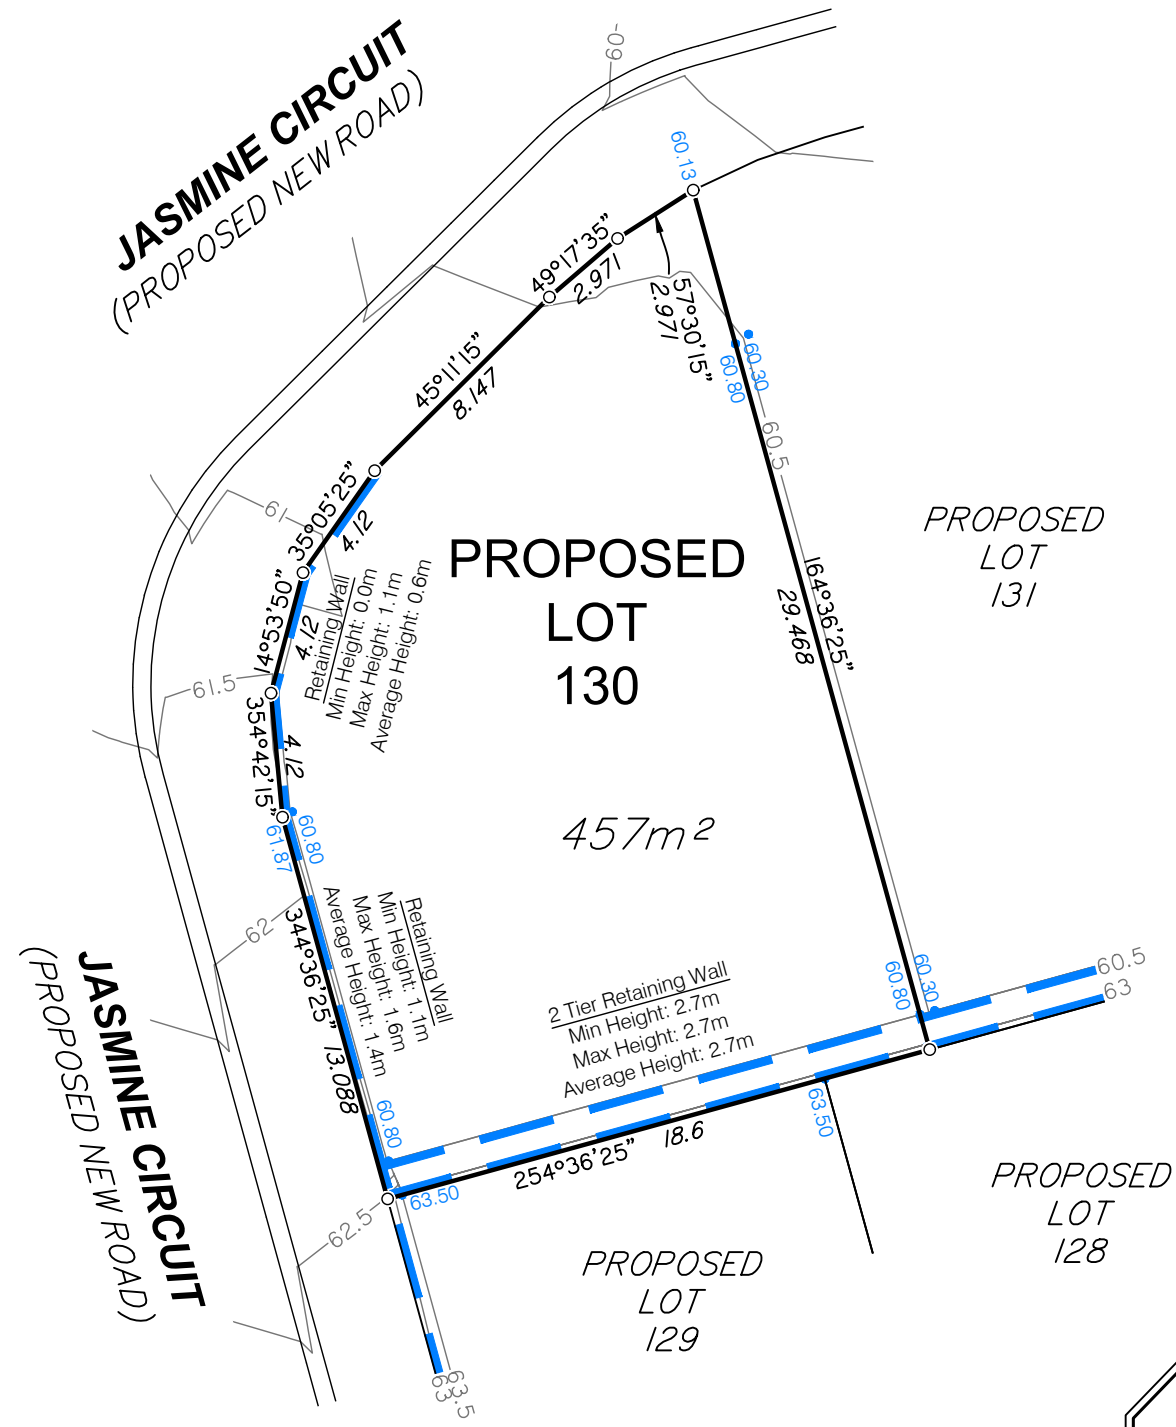 JASMINE CIRCUIT
(PROPOSED NEW ROAD)
60
60.13
49°17'35"
2.971
57°30'15"
2.971
45°11'15"
8.147
60.30
60.80
60.5
35°05'25"
4.12
61
14°53'50"
4.12
Retaining Wall
Min Height: 0.0m
Max Height: 1.1m
Average Height: 0.6m
PROPOSED
LOT
130
PROPOSED
LOT
131
164°36'25"
29.468
61.5
354°42'15"
4.12
60.80
61.87
457m²
62
344°36'25"
13.088
Retaining Wall
Min Height: 1.1m
Max Height: 1.6m
Average Height: 1.4m
JASMINE CIRCUIT
(PROPOSED NEW ROAD)
2 Tier Retaining Wall
Min Height: 2.7m
Max Height: 2.7m
Average Height: 2.7m
60.80
60.30
60.5
63
60.80
63.50
254°36'25"
18.6
63.50
62.5
PROPOSED
LOT
129
PROPOSED
LOT
128
63
63.5